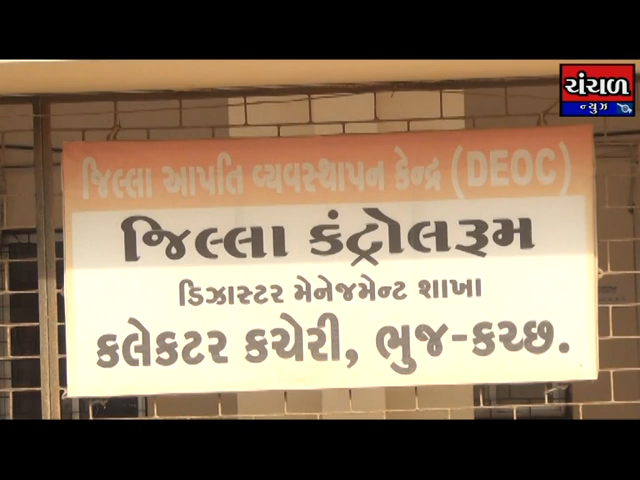 ચંચળ
ન્યુઝ
જિલ્લા આપતિ વ્યવસ્થાપન કેન્દ્ર (DEOC)
જિલ્લા કંટ્રોલરૂમ
ડિઝાસ્ટર મેનેજમેન્ટ શાખા
કલેકટર કચેરી, ભુજ-કચ્છ.